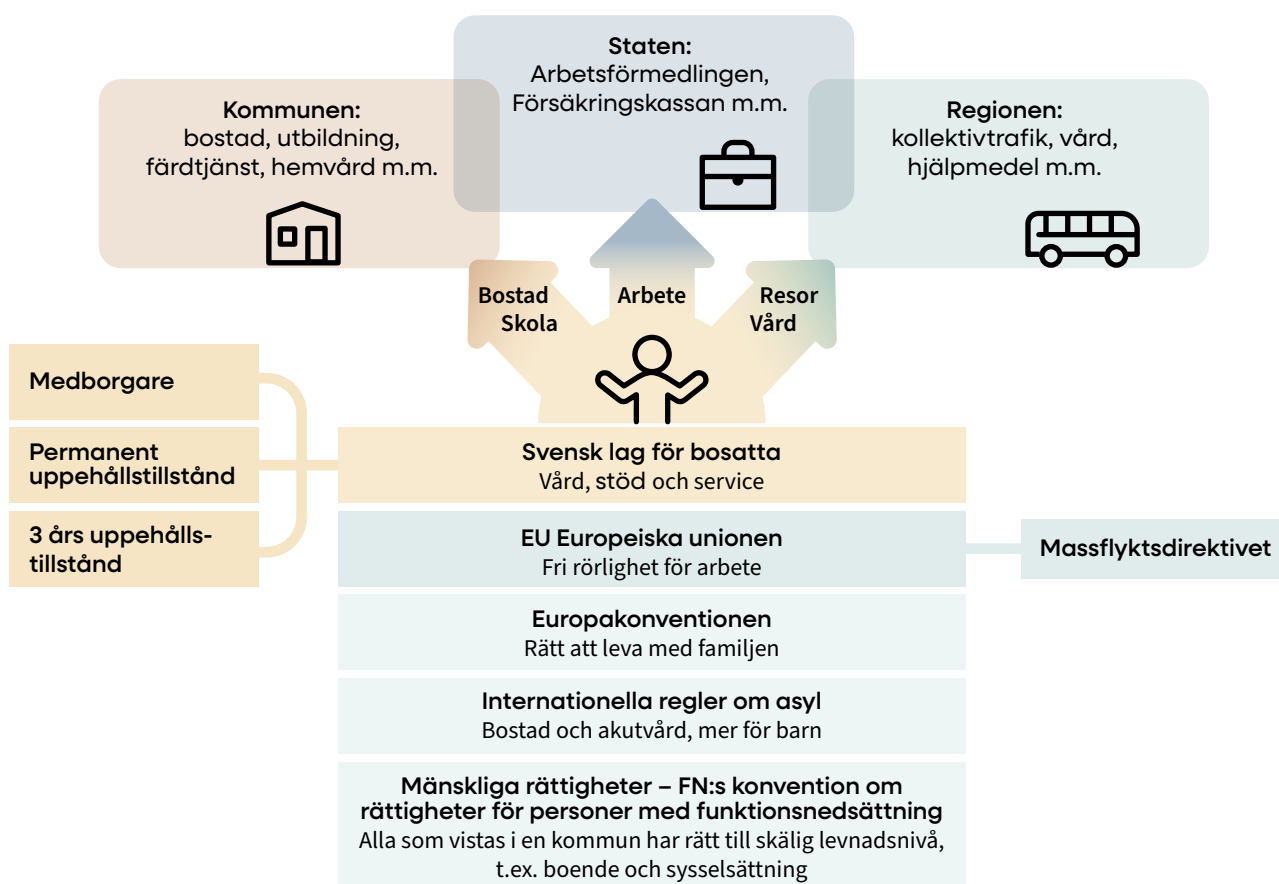 Staten:
Arbetsförmedlingen,
Försäkringskassan m.m.
Kommunen:
bostad, utbildning,
färdtjänst, hemvård m.m.
Regionen:
kollektivtrafik, vård,
hjälpmedel m.m.
Bostad
Skola
Arbete
Resor
Vård
Medborgare
Permanent
uppehållstillstånd
3 års uppehålls-
tillstånd
Svensk lag för bosatta
Vård, stöd och service
EU Europeiska unionen
Fri rörlighet för arbete
Massflyktsdirektivet
Europakonventionen
Rätt att leva med familjen
Internationella regler om asyl
Bostad och akutvård, mer för barn
Mänskliga rättigheter – FN:s konvention om
rättigheter för personer med funktionsnedsättning
Alla som vistas i en kommun har rätt till skälig levnadsnivå,
t.ex. boende och sysselsättning